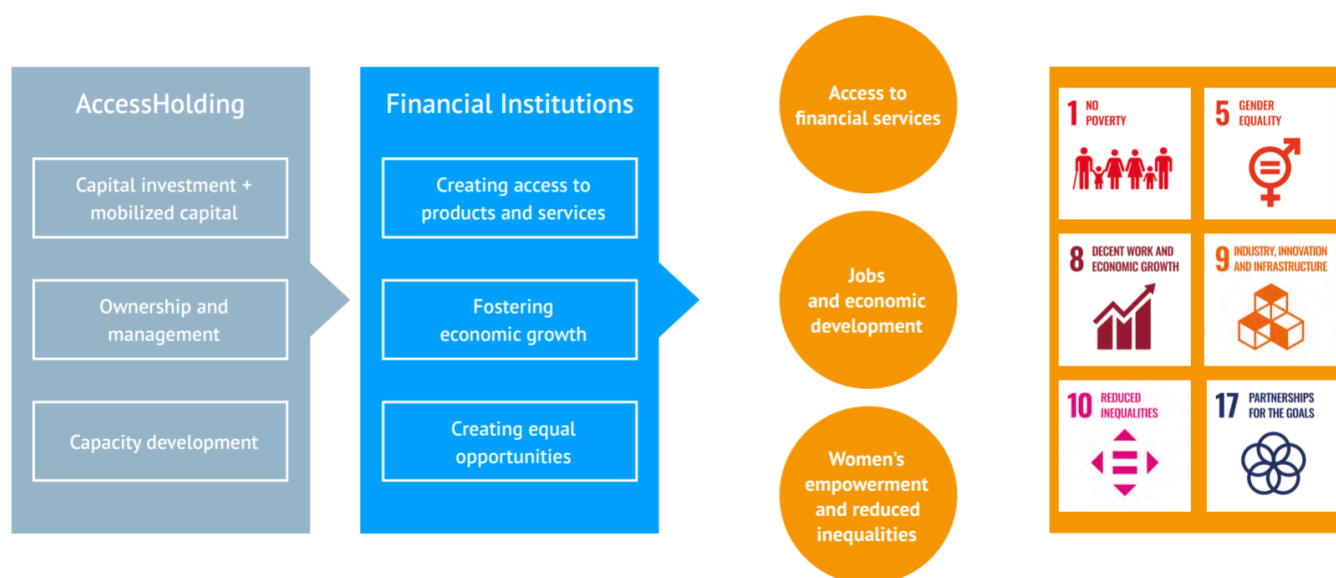 AccessHolding
Capital investment +
mobilized capital
Ownership and
management
Capacity development
Financial Institutions
Creating access to
products and services
Fostering
economic growth
Creating equal
opportunities
Access to
financial services
Jobs
and economic
development
Women's
empowerment
and reduced
inequalities
1 NO
POVERTY
5 GENDER
EQUALITY
8 DECENT WORK AND
ECONOMIC GROWTH
9 INDUSTRY, INNOVATION
AND INFRASTRUCTURE
10 REDUCED
INEQUALITIES
17 PARTNERSHIPS
FOR THE GOALS